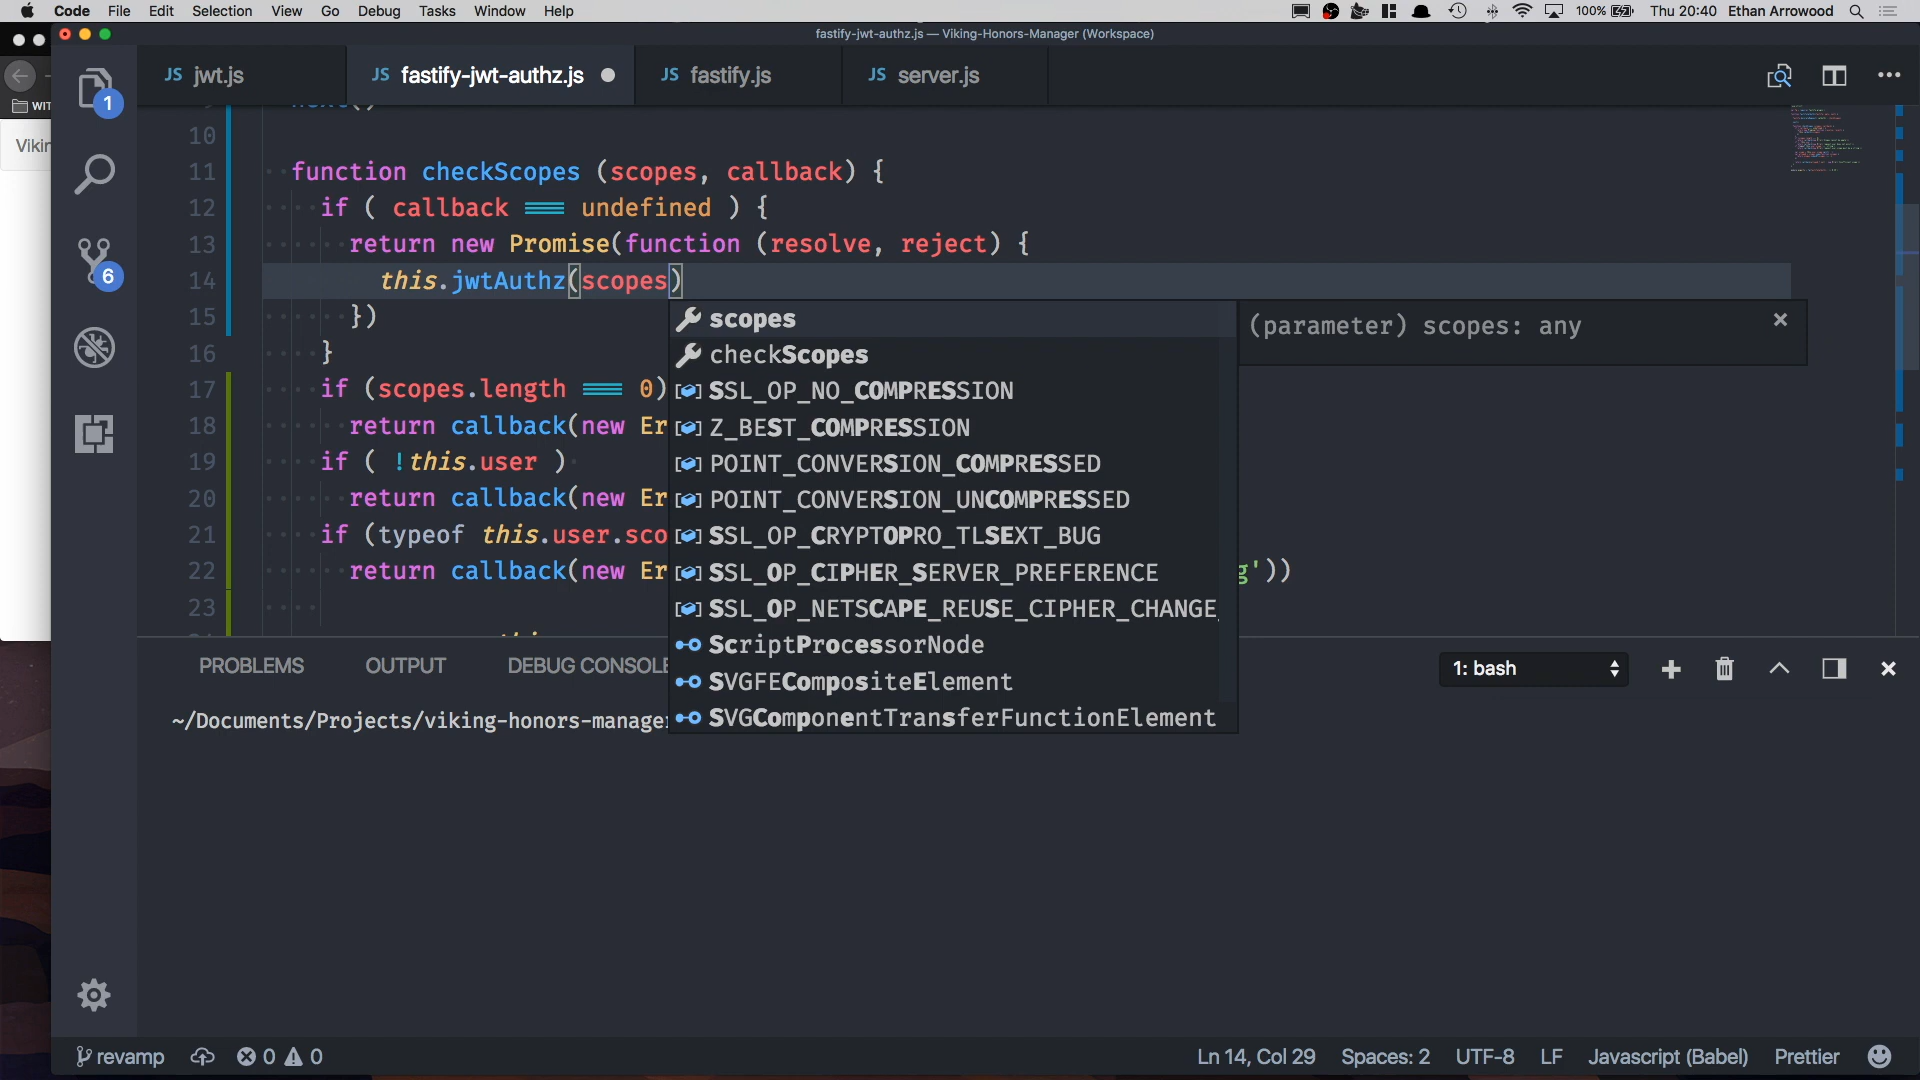 Code File Edit Selection View Go Debug Tasks Window Help 100% Thu 20:40 Ethan Arrowood
fastify-jwt-authz.js — Viking-Honors-Manager (Workspace)
JS jwt.js JS fastify-jwt-authz.js JS fastify.js JS server.js
1
6
10
11 function checkScopes (scopes, callback) {
12 if ( callback === undefined ) {
13 return new Promise(function (resolve, reject) {
14 this.jwtAuthz(scopes)
15 })
16 }
17 if (scopes.length === 0)
18 return callback(new Er
19 if ( !this.user )
20 return callback(new Er
21 if (typeof this.user.sco
22 return callback(new Er g'))
23
scopes
checkScopes
SSL_OP_NO_COMPRESSION
Z_BEST_COMPRESSION
POINT_CONVERSION_COMPRESSED
POINT_CONVERSION_UNCOMPRESSED
SSL_OP_CRYPTOPRO_TLSEXT_BUG
SSL_OP_CIPHER_SERVER_PREFERENCE
SSL_OP_NETSCAPE_REUSE_CIPHER_CHANGE_
ScriptProcessorNode
SVGFECompositeElement
SVGComponentTransferFunctionElement
(parameter) scopes: any
PROBLEMS OUTPUT DEBUG CONSOLE 1: bash
~/Documents/Projects/viking-honors-manager
revamp 0 0 Ln 14, Col 29 Spaces: 2 UTF-8 LF Javascript (Babel) Prettier